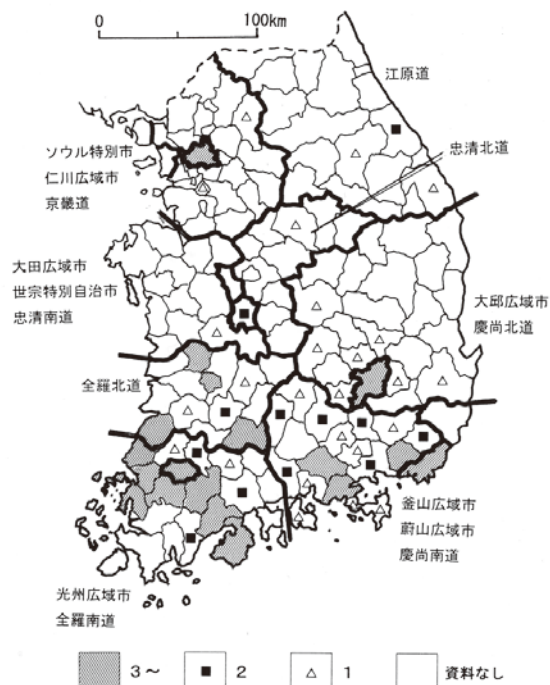 0 100km
江原道
忠清北道
ソウル特別市
仁川広域市
京畿道
大田広域市
世宗特別自治市
忠清南道
大邱広域市
慶尚北道
全羅北道
釜山広域市
蔚山広域市
慶尚南道
光州広域市
全羅南道
3～ 2 1 資料なし